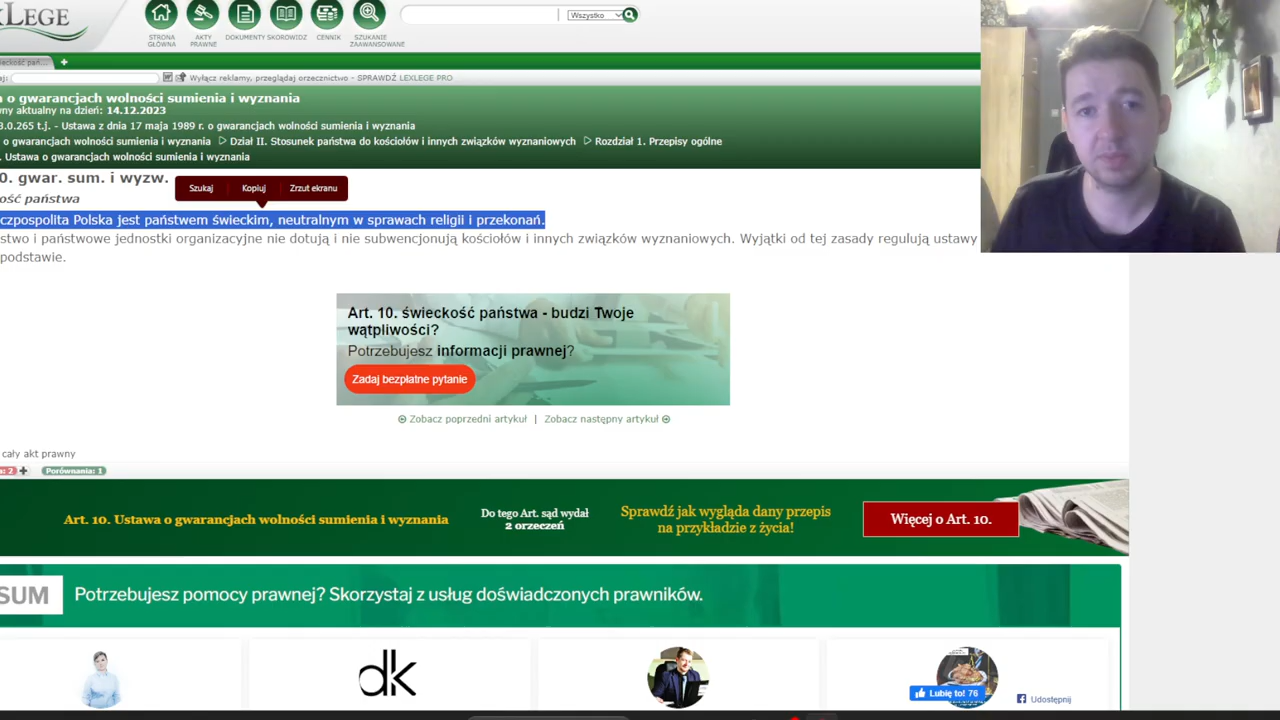 LEGE
Wszystko
STRONA GŁÓWNA
AKTY PRAWNE
DOKUMENTY
SKOROWIDZ
CENNIK
SZUKANIE ZAAWANSOWANE
Wyłącz reklamy, przeglądaj orzecznictwo - SPRAWDŹ LEXLEGE PRO
o gwarancjach wolności sumienia i wyznania
wny aktualny na dzień: 14.12.2023
3.0.265 t.j. - Ustawa z dnia 17 maja 1989 r. o gwarancjach wolności sumienia i wyznania
o gwarancjach wolności sumienia i wyznania ▷ Dział II. Stosunek państwa do kościołów i innych związków wyznaniowych ▷ Rozdział 1. Przepisy ogólne
. Ustawa o gwarancjach wolności sumienia i wyznania
0. gwar. sum. i wyzw.
Szukaj Kopiuj Zrzut ekranu
ość państwa
czpospolita Polska jest państwem świeckim, neutralnym w sprawach religii i przekonań.
stwo i państwowe jednostki organizacyjne nie dotują i nie subwencjonują kościołów i innych związków wyznaniowych. Wyjątki od tej zasady regulują ustawy
podstawie.
Art. 10. świeckość państwa - budzi Twoje
wątpliwości?
Potrzebujesz informacji prawnej?
Zadaj bezpłatne pytanie
Zobacz poprzedni artykuł | Zobacz następny artykuł
cały akt prawny
a: 2 Porównania: 1
Art. 10. Ustawa o gwarancjach wolności sumienia i wyznania
Do tego Art. sąd wydał
2 orzeczeń
Sprawdź jak wygląda dany przepis
na przykładzie z życia!
Więcej o Art. 10.
SUM
Potrzebujesz pomocy prawnej? Skorzystaj z usług doświadczonych prawników.
dk
Lubię to! 76
Udostępnij